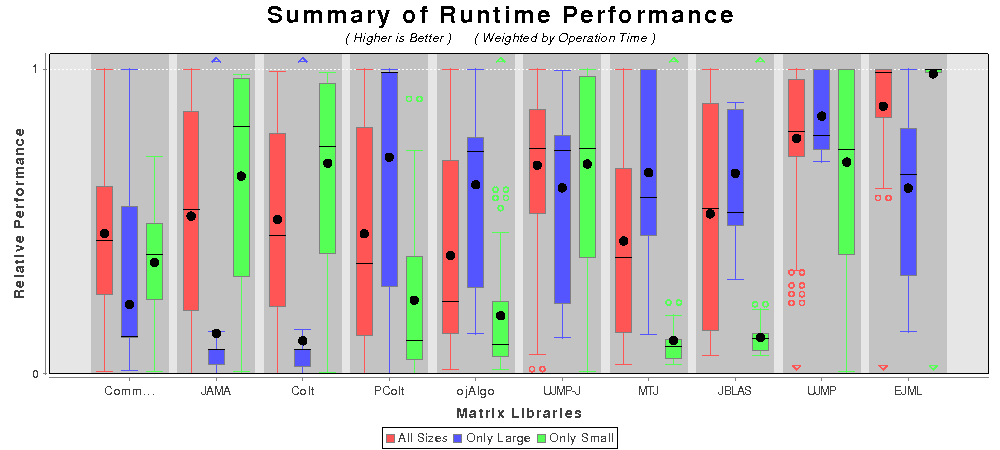 Summary of Runtime Performance
( Higher is Better ) ( Weighted by Operation Time )
Relative Performance
1
0
Comm... JAMA Colt PColt ojAlgo UJMP-J MTJ JBLAS UJMP EJML
Matrix Libraries
All Sizes Only Large Only Small